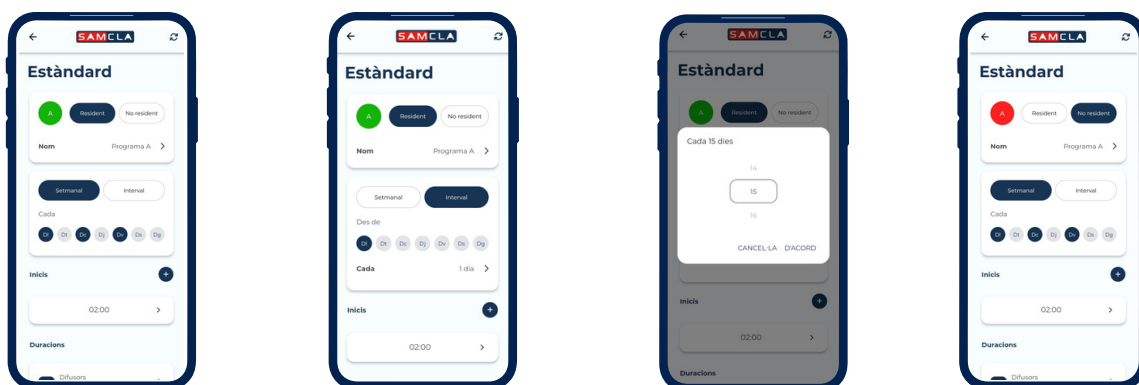 SAMCLA
Estàndard
A Resident No resident
Nom Programa A
Setmanal Interval
Cada
Dl Dt Dc Dj Dv Ds Dg
Inicis
02:00
Duracions
Difusors
SAMCLA
Estàndard
A Resident No resident
Nom Programa A
Setmanal Interval
Des de
Dl Dt Dc Dj Dv Ds Dg
Cada 1 dia
Inicis
02:00
SAMCLA
Estàndard
A Resident No resident
Cada 15 dies
14
15
16
CANCEL·LA D'ACORD
Inicis
02:00
Duracions
SAMCLA
Estàndard
A Resident No resident
Nom Programa A
Setmanal Interval
Cada
Dl Dt Dc Dj Dv Ds Dg
Inicis
02:00
Duracions
Difusors